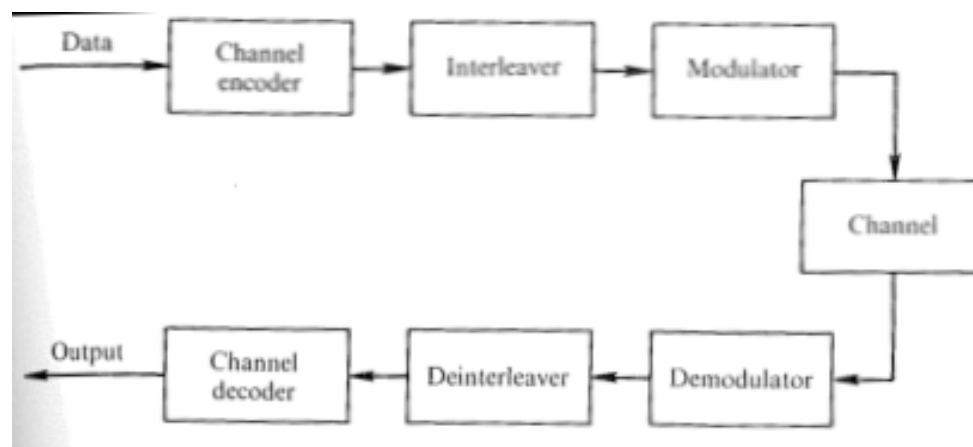 Data
Channel
encoder
Interleaver
Modulator
Channel
Demodulator
Deinterleaver
Channel
decoder
Output